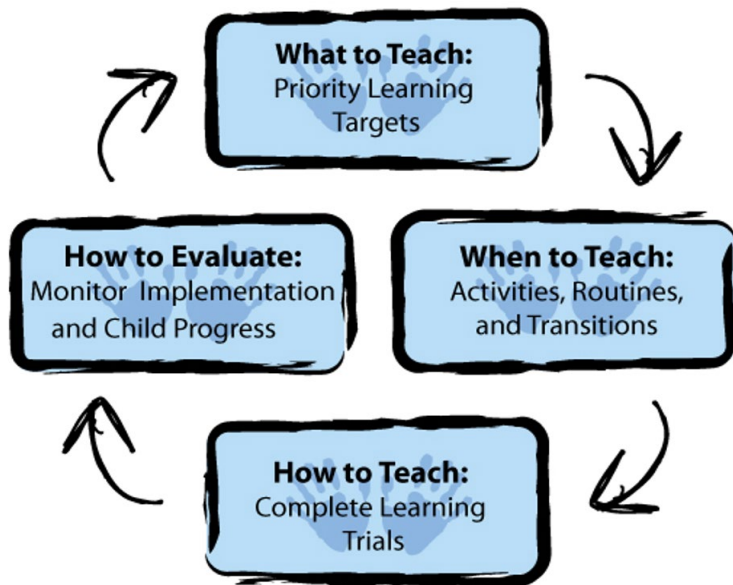 What to Teach:
Priority Learning
Targets
How to Evaluate:
Monitor Implementation
and Child Progress
When to Teach:
Activities, Routines,
and Transitions
How to Teach:
Complete Learning
Trials